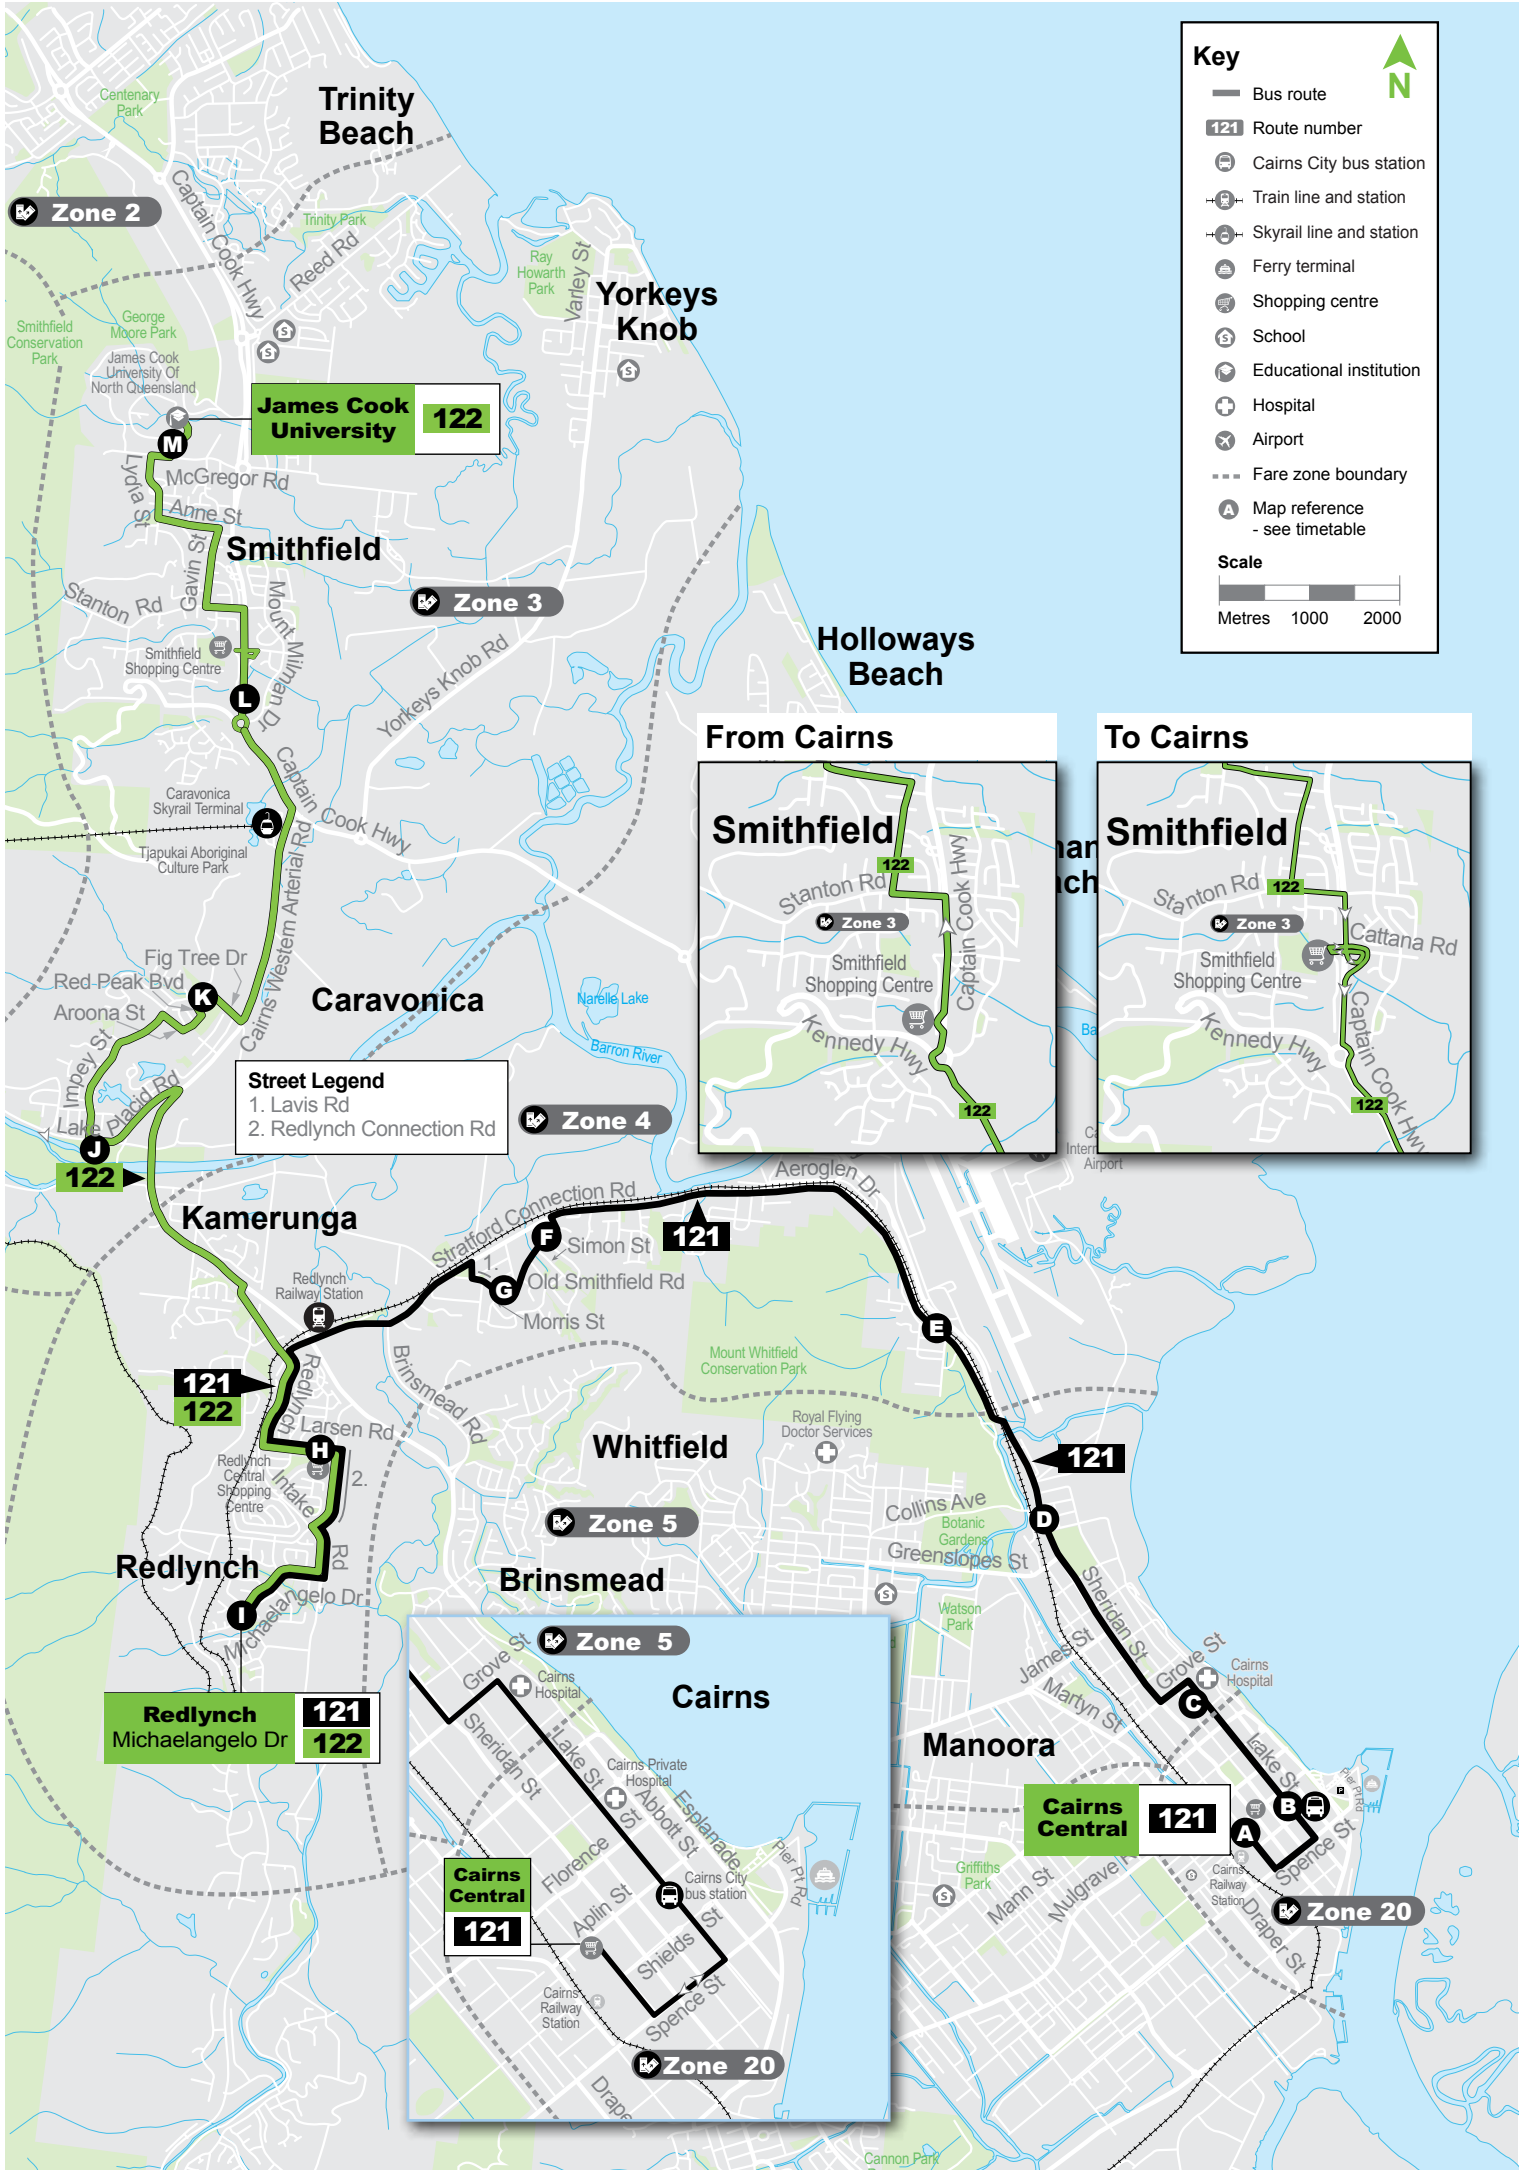 Key
N
Bus route
121 Route number
Cairns City bus station
Train line and station
Skyrail line and station
Ferry terminal
Shopping centre
School
Educational institution
Hospital
Airport
Fare zone boundary
A Map reference
- see timetable
Scale
Metres 1000 2000
Centenary
Park
Trinity
Beach
Zone 2
Captain Cook Hwy
Trinity Park
Reed Rd
Ray
Howarth
Park
Varley St
Yorkeys
Knob
Smithfield
Conservation
Park
George
Moore Park
James Cook
University Of
North Queensland
James Cook
University
122
M
Lydia St
McGregor Rd
Anne St
Smithfield
Gavin St
Stanton Rd
Mount Milman Dr
Zone 3
Smithfield
Shopping Centre
Yorkeys Knob Rd
Holloways
Beach
L
Captain Cook Hwy
Caravonica
Skyrail Terminal
Tjapukai Aboriginal
Culture Park
Cairns Western Arterial Rd
From Cairns
Smithfield
122
Stanton Rd
Zone 3
Captain Cook Hwy
Smithfield
Shopping Centre
Kennedy Hwy
122
To Cairns
Smithfield
Stanton Rd
122
Zone 3
Cattana Rd
Smithfield
Shopping Centre
Kennedy Hwy
Captain Cook Hwy
122
Fig Tree Dr
Red Peak Bvd
K
Aroona St
Caravonica
Narelle Lake
Impey St
Barron River
Street Legend
1. Lavis Rd
2. Redlynch Connection Rd
Lake Placid Rd
Zone 4
J
122
Airport
Aeroglen Dr
Kamerunga
Stratford Connection Rd
F
Simon St
121
1.
G
Old Smithfield Rd
Morris St
Redlynch
Railway Station
E
Mount Whitfield
Conservation Park
Brinsmead Rd
121
122
Redlynch
Larsen Rd
H
Redlynch
Central
Shopping
Centre
Intake
2.
Rd
Whitfield
Royal Flying
Doctor Services
121
Zone 5
Collins Ave
Botanic
Gardens
D
Greenslopes St
Redlynch
Brinsmead
Michaelangelo Dr
I
Redlynch
Michaelangelo Dr
121
122
Watson
Park
Sheridan St
James St
Martyn St
Grove St
Cairns
Hospital
C
Manoora
Lake St
Pier Pt Rd
P
Cairns
Central
121
B
A
Spence St
Griffiths
Park
Mann St
Mulgrave
Cairns
Railway
Station
Draper St
Zone 20
Zone 5
Grove St
Cairns
Hospital
Cairns
Sheridan St
Lake St
Cairns Private
Hospital
Abbott St
Esplanade
Florence St
Pier Pt Rd
Cairns
Central
121
Aplin St
Cairns City
bus station
Shields St
Cairns
Railway
Station
Spence St
Zone 20
Cannon Park